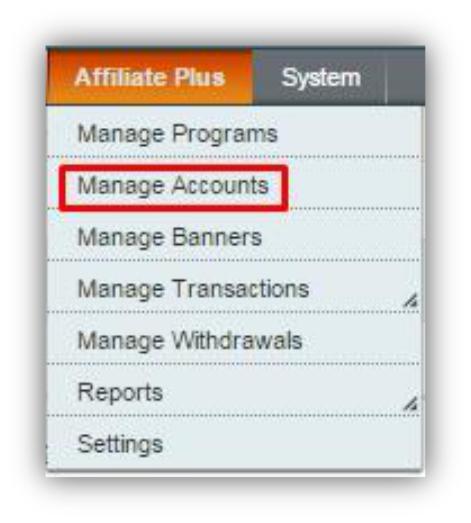 Affiliate Plus System
Manage Programs
Manage Accounts
Manage Banners
Manage Transactions
Manage Withdrawals
Reports
Settings